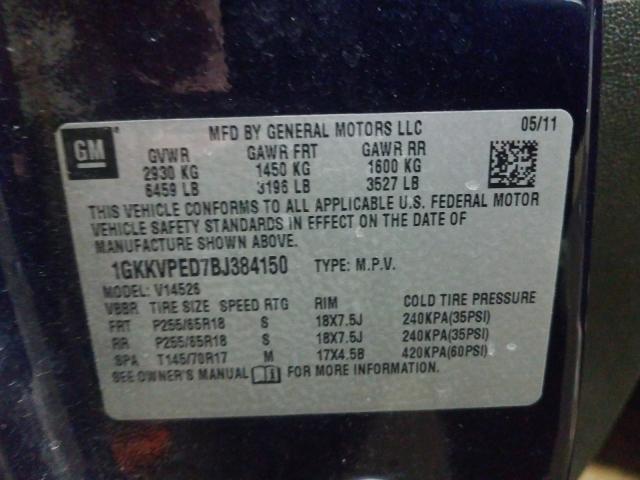 GM
MFD BY GENERAL MOTORS LLC 05/11
GVWR GAWR FRT GAWR RR
2930 KG 1450 KG 1600 KG
6459 LB 3196 LB 3527 LB
THIS VEHICLE CONFORMS TO ALL APPLICABLE U.S. FEDERAL MOTOR
VEHICLE SAFETY STANDARDS IN EFFECT ON THE DATE OF
MANUFACTURE SHOWN ABOVE.
1GKKVPED7BJ384150 TYPE: M.P.V.
MODEL: V14526
TIRE SIZE SPEED RTG RIM COLD TIRE PRESSURE
FRT P255/65R18 S 18X7.5J 240KPA(35PSI)
RR P255/65R18 S 18X7.5J 240KPA(35PSI)
SPA T145/70R17 M 17X4.5B 420KPA(60PSI)
SEE OWNER'S MANUAL FOR MORE INFORMATION.